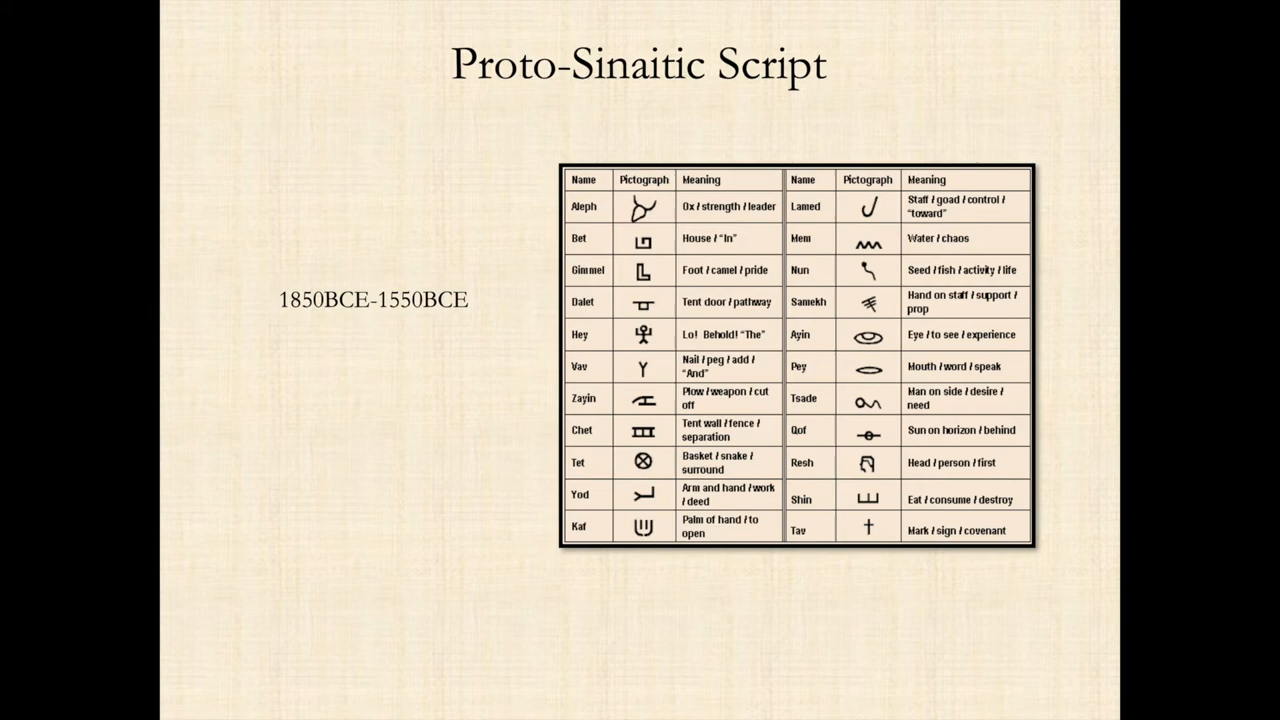 Proto-Sinaitic Script
1850BCE-1550BCE
Name Pictograph Meaning Name Pictograph Meaning
Aleph Ox / strength / leader Lamed Staff / goad / control / "toward"
Bet House / "In" Mem Water / chaos
Gimmel Foot / camel / pride Nun Seed / fish / activity / life
Dalet Tent door / pathway Samekh Hand on staff / support / prop
Hey Lo! Behold! "The" Ayin Eye / to see / experience
Vav Nail / peg / add / "And" Pey Mouth / word / speak
Zayin Plow / weapon / cut off Tsade Man on side / desire / need
Chet Tent wall / fence / separation Qof Sun on horizon / behind
Tet Basket / snake / surround Resh Head / person / first
Yod Arm and hand / work / deed Shin Eat / consume / destroy
Kaf Palm of hand / to open Tav Mark / sign / covenant